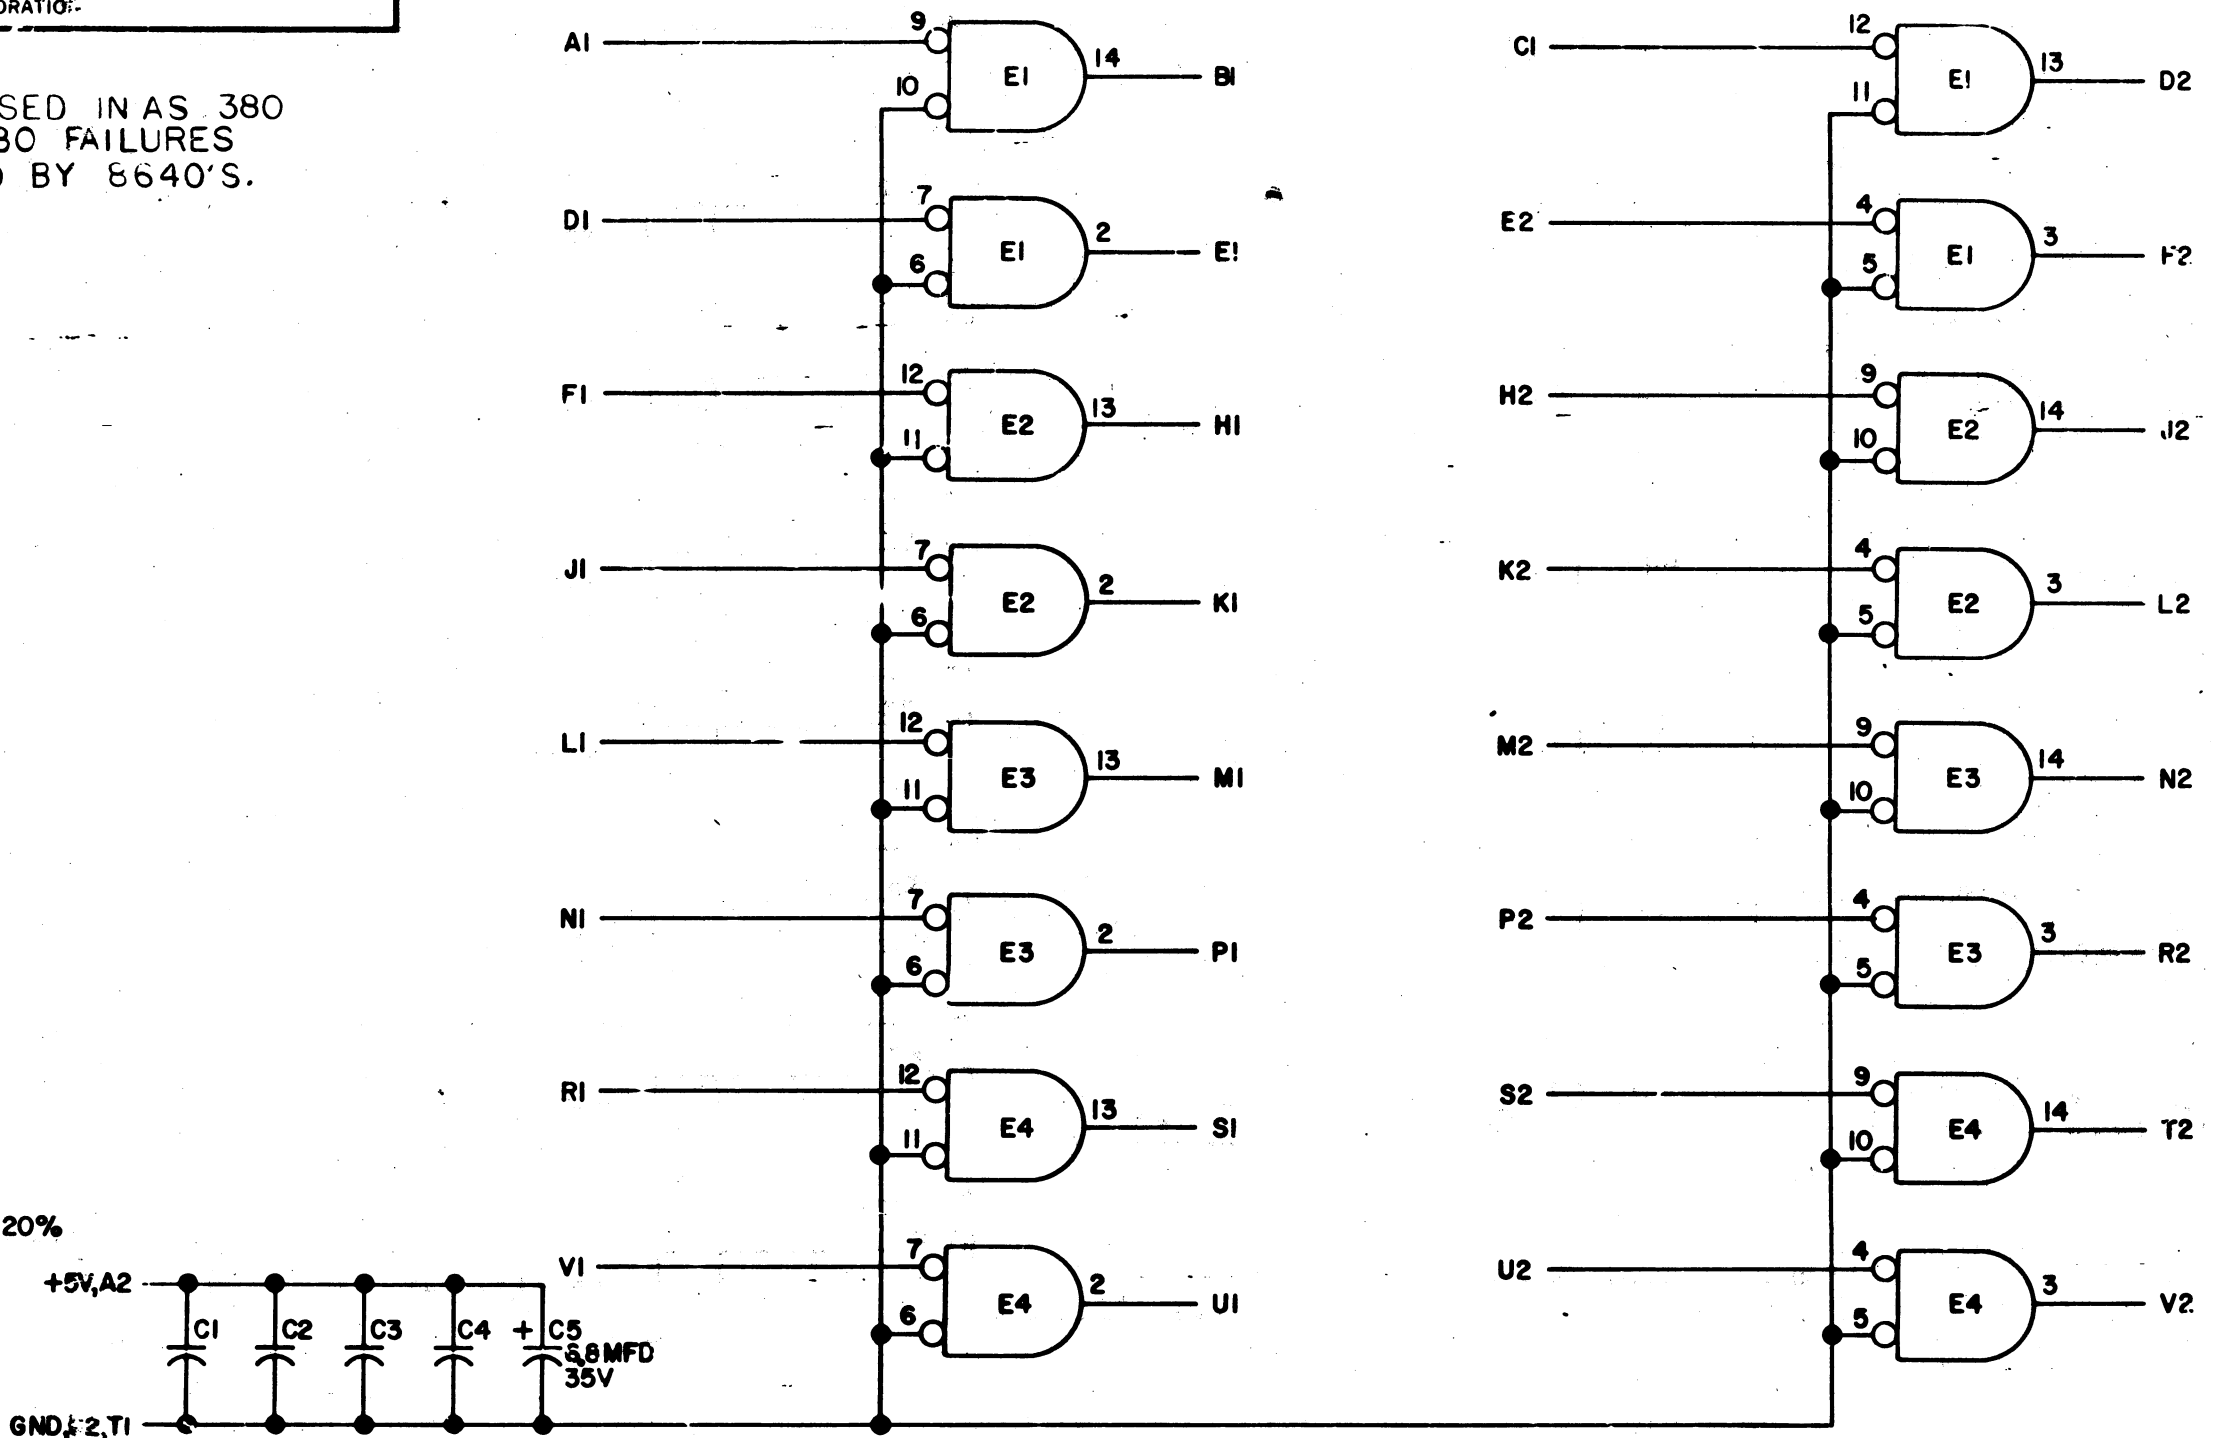 SED IN AS 380
80 FAILURES
BY 8640'S.
A1 9 10 E1 14 B1
C1 12 11 E1 13 D2
D1 7 6 E1 2 E1
E2 4 5 E1 3 F2
F1 12 11 E2 13 H1
H2 9 10 E2 14 J2
J1 7 6 E2 2 K1
K2 4 5 E2 3 L2
L1 12 11 E3 13 M1
M2 9 10 E3 14 N2
N1 7 6 E3 2 P1
P2 4 5 E3 3 R2
R1 12 11 E4 13 S1
S2 9 10 E4 14 T2
V1 7 6 E4 2 U1
U2 4 5 E4 3 V2
20%
+5V,A2
C1 C2 C3 C4 + C5
6.8MFD
35V
GND, T1